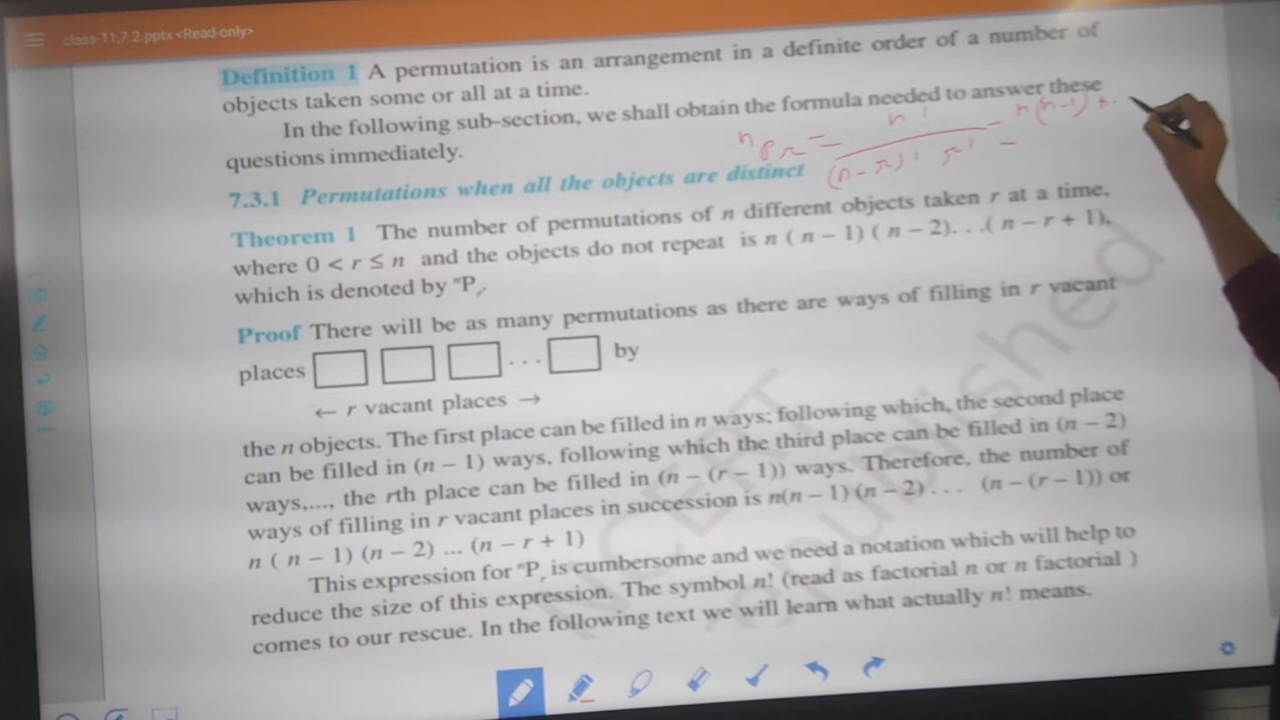 class-11,7.2.pptx <Read-only>
Definition 1 A permutation is an arrangement in a definite order of a number of
objects taken some or all at a time.
In the following sub-section, we shall obtain the formula needed to answer these
questions immediately.
nPr = n! / (n-r)! r! = n(n-1)
7.3.1 Permutations when all the objects are distinct
Theorem 1 The number of permutations of n different objects taken r at a time,
where 0 < r ≤ n and the objects do not repeat is n ( n – 1) ( n – 2). . .( n – r + 1),
which is denoted by ⁿPᵣ.
Proof There will be as many permutations as there are ways of filling in r vacant
places . . . by
← r vacant places →
the n objects. The first place can be filled in n ways; following which, the second place
can be filled in (n – 1) ways, following which the third place can be filled in (n – 2)
ways,..., the rth place can be filled in (n – (r – 1)) ways. Therefore, the number of
ways of filling in r vacant places in succession is n(n – 1) (n – 2) . . . (n – (r – 1)) or
n ( n – 1) (n – 2) ... (n – r + 1)
This expression for ⁿPᵣ is cumbersome and we need a notation which will help to
reduce the size of this expression. The symbol n! (read as factorial n or n factorial )
comes to our rescue. In the following text we will learn what actually n! means.
NCERT
republished